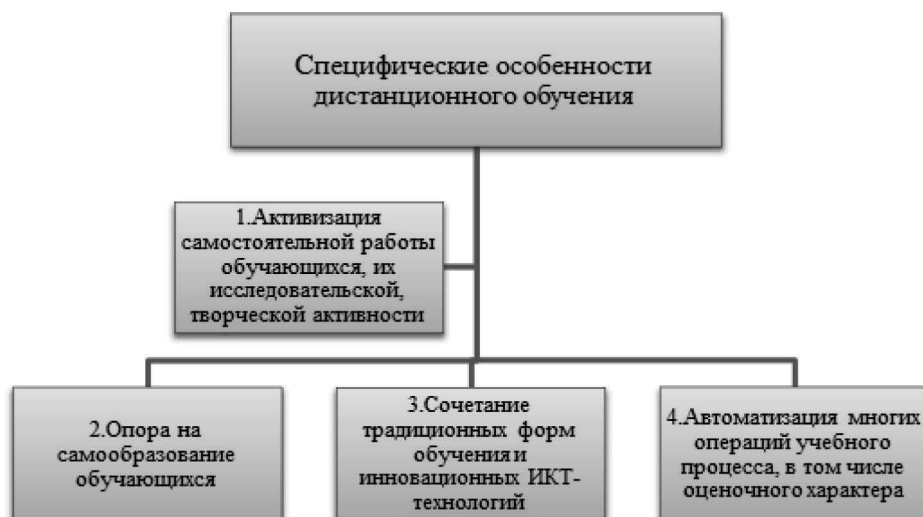 Специфические особенности
дистанционного обучения
1.Активизация
самостоятельной работы
обучающихся, их
исследовательской,
творческой активности
2.Опора на
самообразование
обучающихся
3.Сочетание
традиционных форм
обучения и
инновационных ИКТ-
технологий
4.Автоматизация многих
операций учебного
процесса, в том числе
оценочного характера